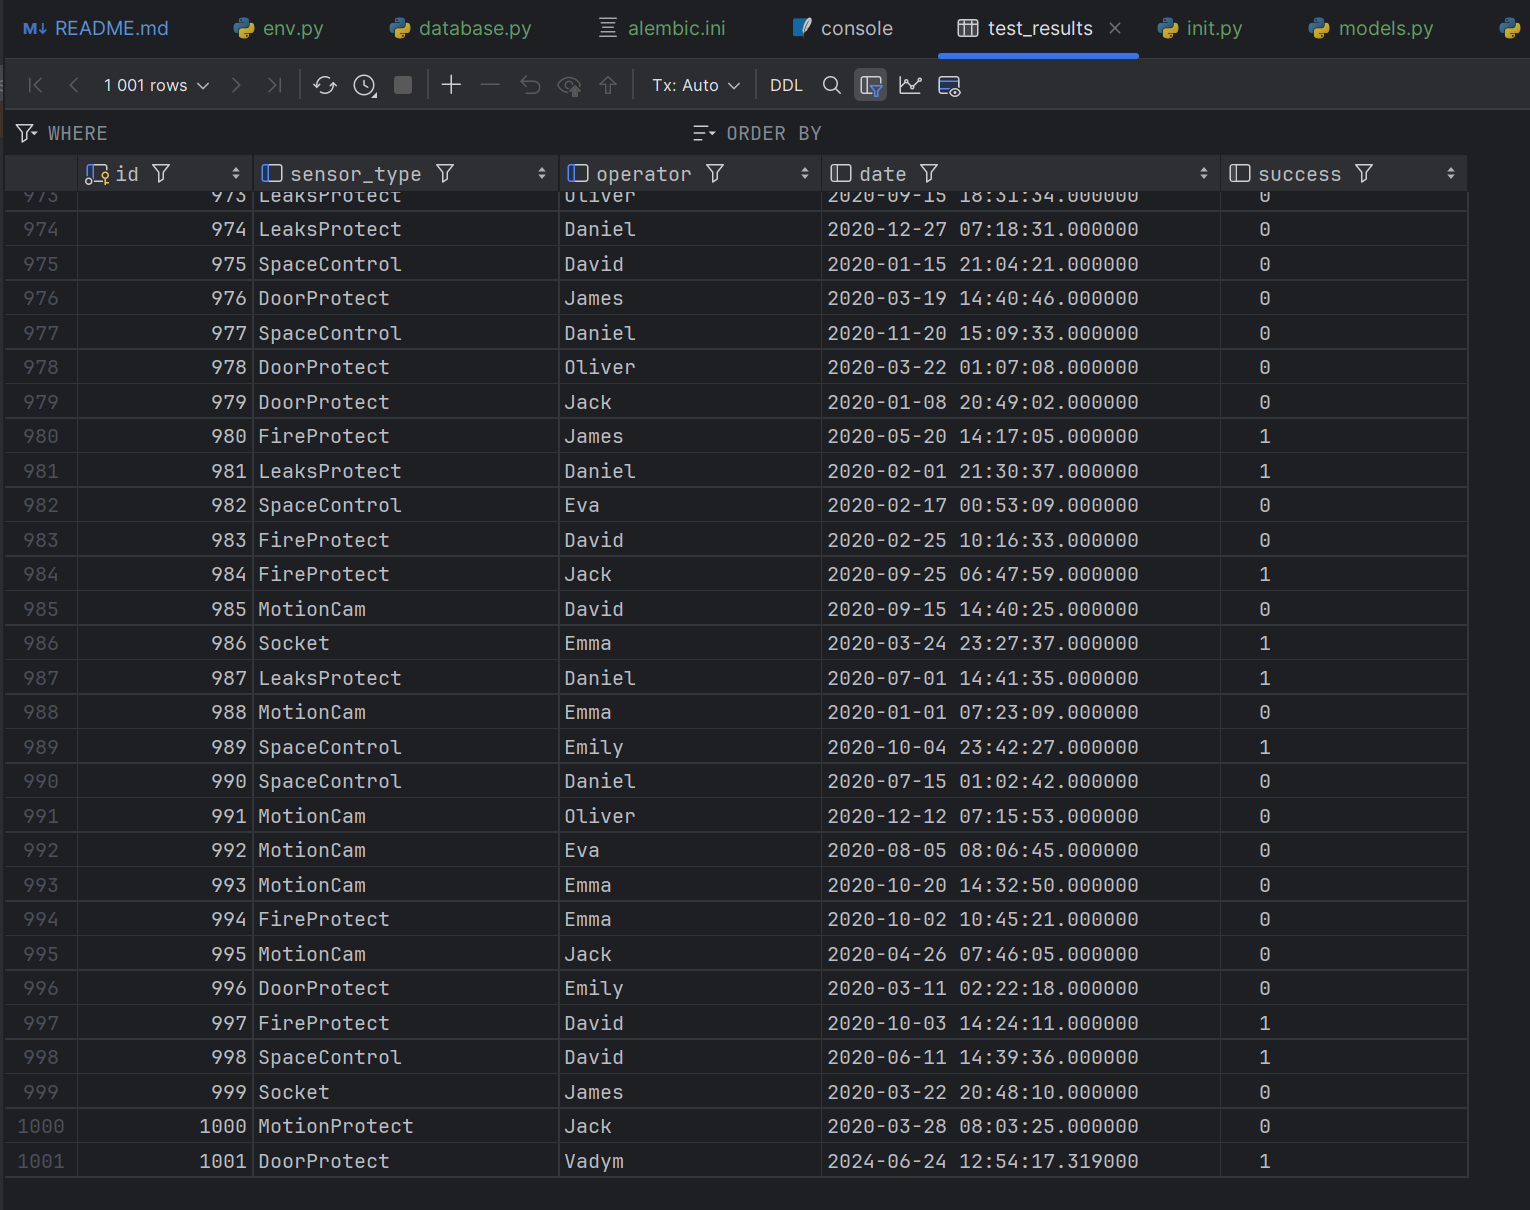 README.md env.py database.py alembic.ini console test_results init.py models.py
1 001 rows Tx: Auto DDL
WHERE ORDER BY
id sensor_type operator date success
973 973 LeaksProtect Oliver 2020-09-15 18:31:34.000000 0
974 974 LeaksProtect Daniel 2020-12-27 07:18:31.000000 0
975 975 SpaceControl David 2020-01-15 21:04:21.000000 0
976 976 DoorProtect James 2020-03-19 14:40:46.000000 0
977 977 SpaceControl Daniel 2020-11-20 15:09:33.000000 0
978 978 DoorProtect Oliver 2020-03-22 01:07:08.000000 0
979 979 DoorProtect Jack 2020-01-08 20:49:02.000000 0
980 980 FireProtect James 2020-05-20 14:17:05.000000 1
981 981 LeaksProtect Daniel 2020-02-01 21:30:37.000000 1
982 982 SpaceControl Eva 2020-02-17 00:53:09.000000 0
983 983 FireProtect David 2020-02-25 10:16:33.000000 0
984 984 FireProtect Jack 2020-09-25 06:47:59.000000 1
985 985 MotionCam David 2020-09-15 14:40:25.000000 0
986 986 Socket Emma 2020-03-24 23:27:37.000000 1
987 987 LeaksProtect Daniel 2020-07-01 14:41:35.000000 1
988 988 MotionCam Emma 2020-01-01 07:23:09.000000 0
989 989 SpaceControl Emily 2020-10-04 23:42:27.000000 1
990 990 SpaceControl Daniel 2020-07-15 01:02:42.000000 0
991 991 MotionCam Oliver 2020-12-12 07:15:53.000000 0
992 992 MotionCam Eva 2020-08-05 08:06:45.000000 0
993 993 MotionCam Emma 2020-10-20 14:32:50.000000 0
994 994 FireProtect Emma 2020-10-02 10:45:21.000000 0
995 995 MotionCam Jack 2020-04-26 07:46:05.000000 0
996 996 DoorProtect Emily 2020-03-11 02:22:18.000000 0
997 997 FireProtect David 2020-10-03 14:24:11.000000 1
998 998 SpaceControl David 2020-06-11 14:39:36.000000 1
999 999 Socket James 2020-03-22 20:48:10.000000 0
1000 1000 MotionProtect Jack 2020-03-28 08:03:25.000000 0
1001 1001 DoorProtect Vadym 2024-06-24 12:54:17.319000 1